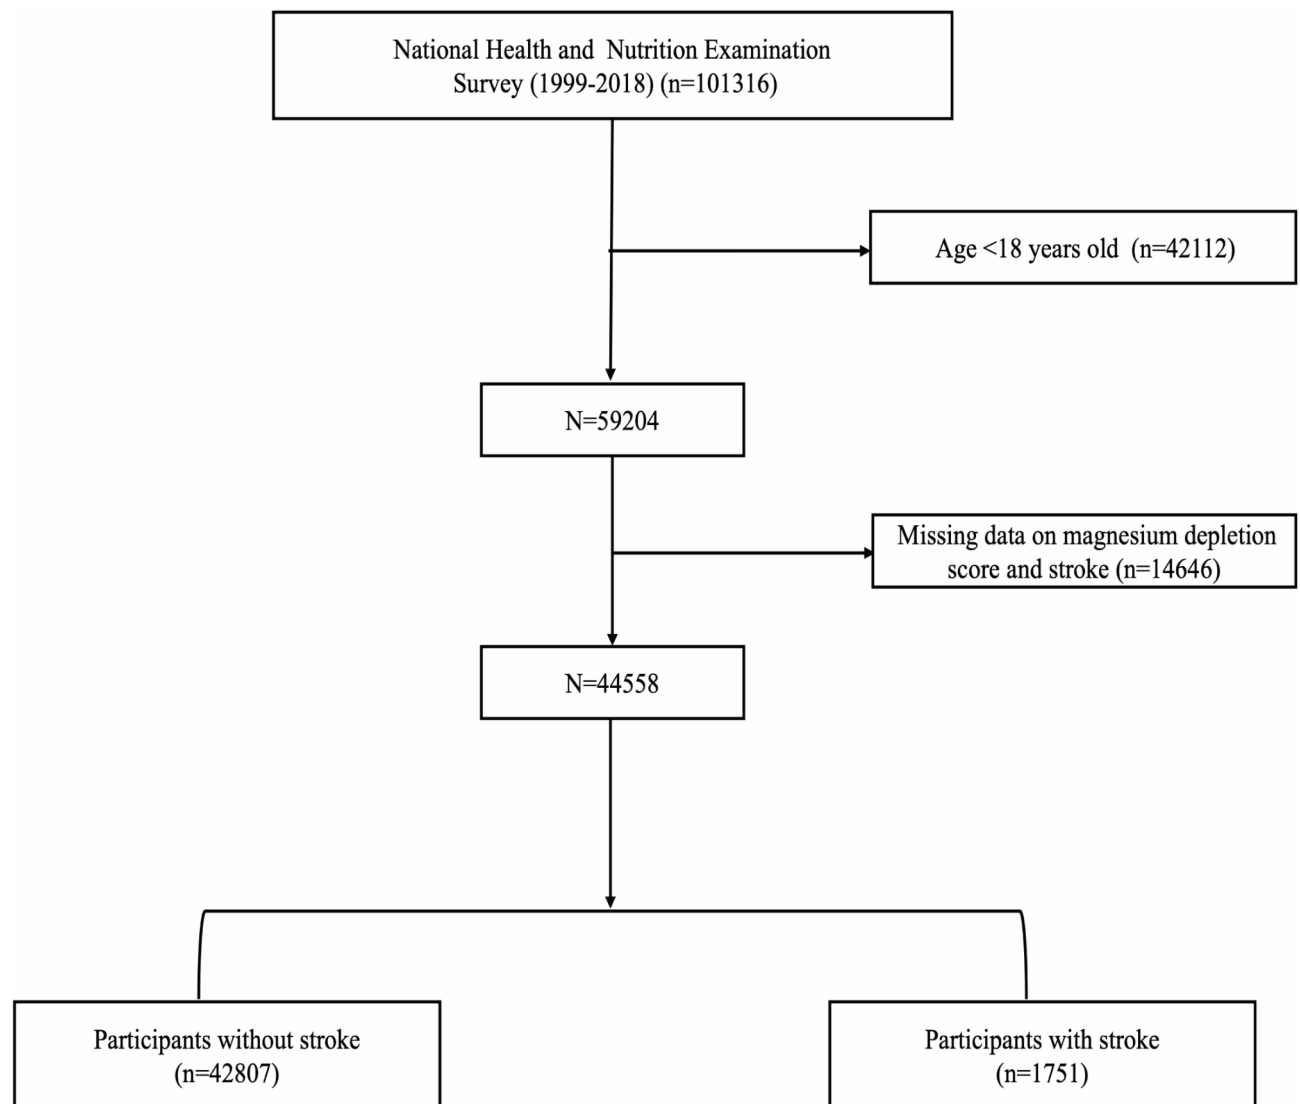 National Health and Nutrition Examination
Survey (1999-2018) (n=101316)
Age <18 years old (n=42112)
N=59204
Missing data on magnesium depletion
score and stroke (n=14646)
N=44558
Participants without stroke
(n=42807)
Participants with stroke
(n=1751)